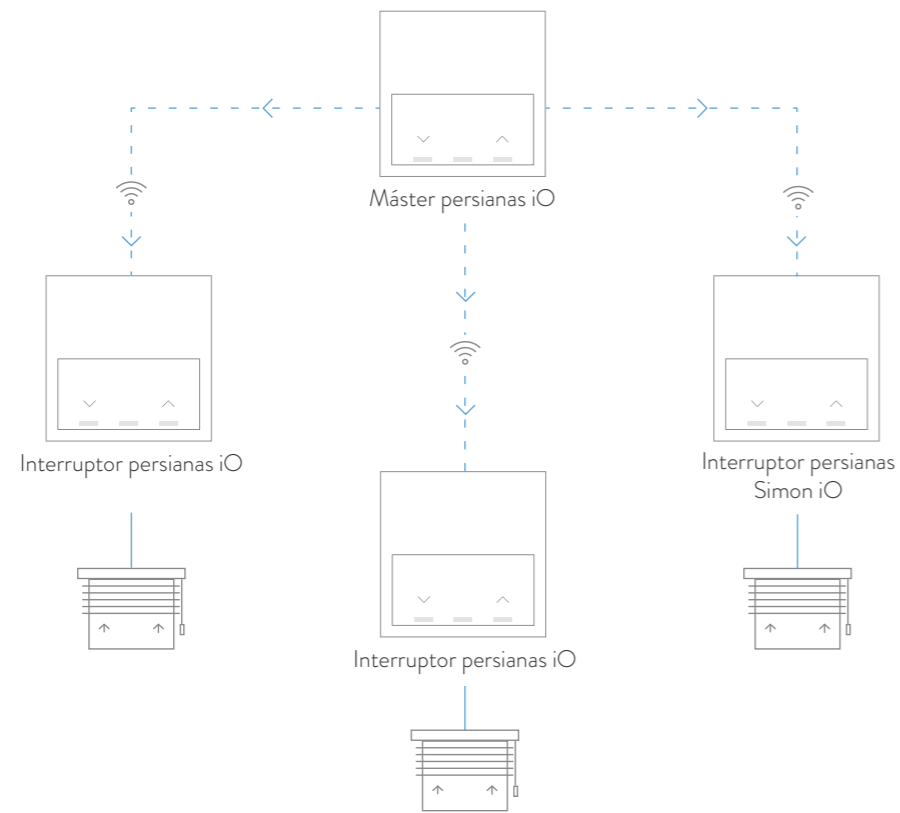 Máster persianas iO
Interruptor persianas iO
Interruptor persianas
Simon iO
Interruptor persianas iO